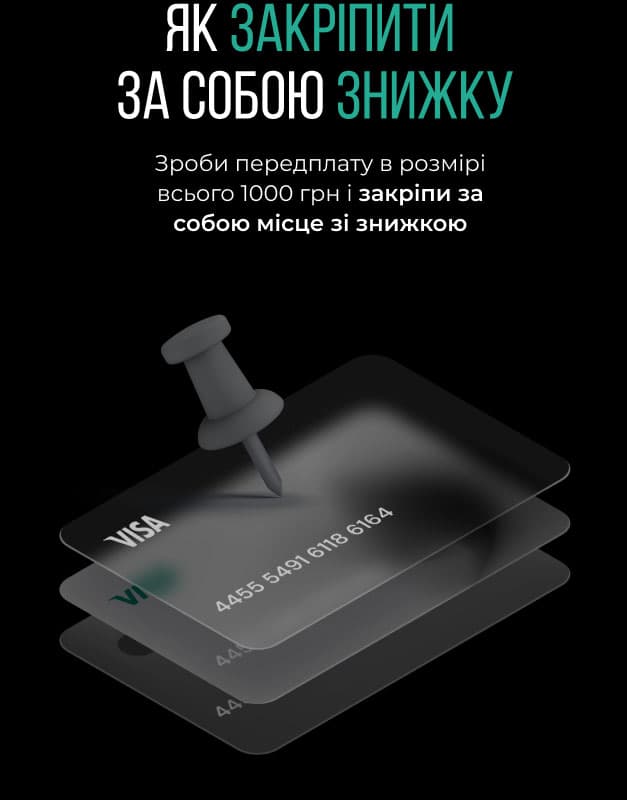 ЯК ЗАКРІПИТИ
ЗА СОБОЮ ЗНИЖКУ
Зроби передплату в розмірі
всього 1000 грн і закріпи за
собою місце зі знижкою
VISA
4455 5491 6118 6164